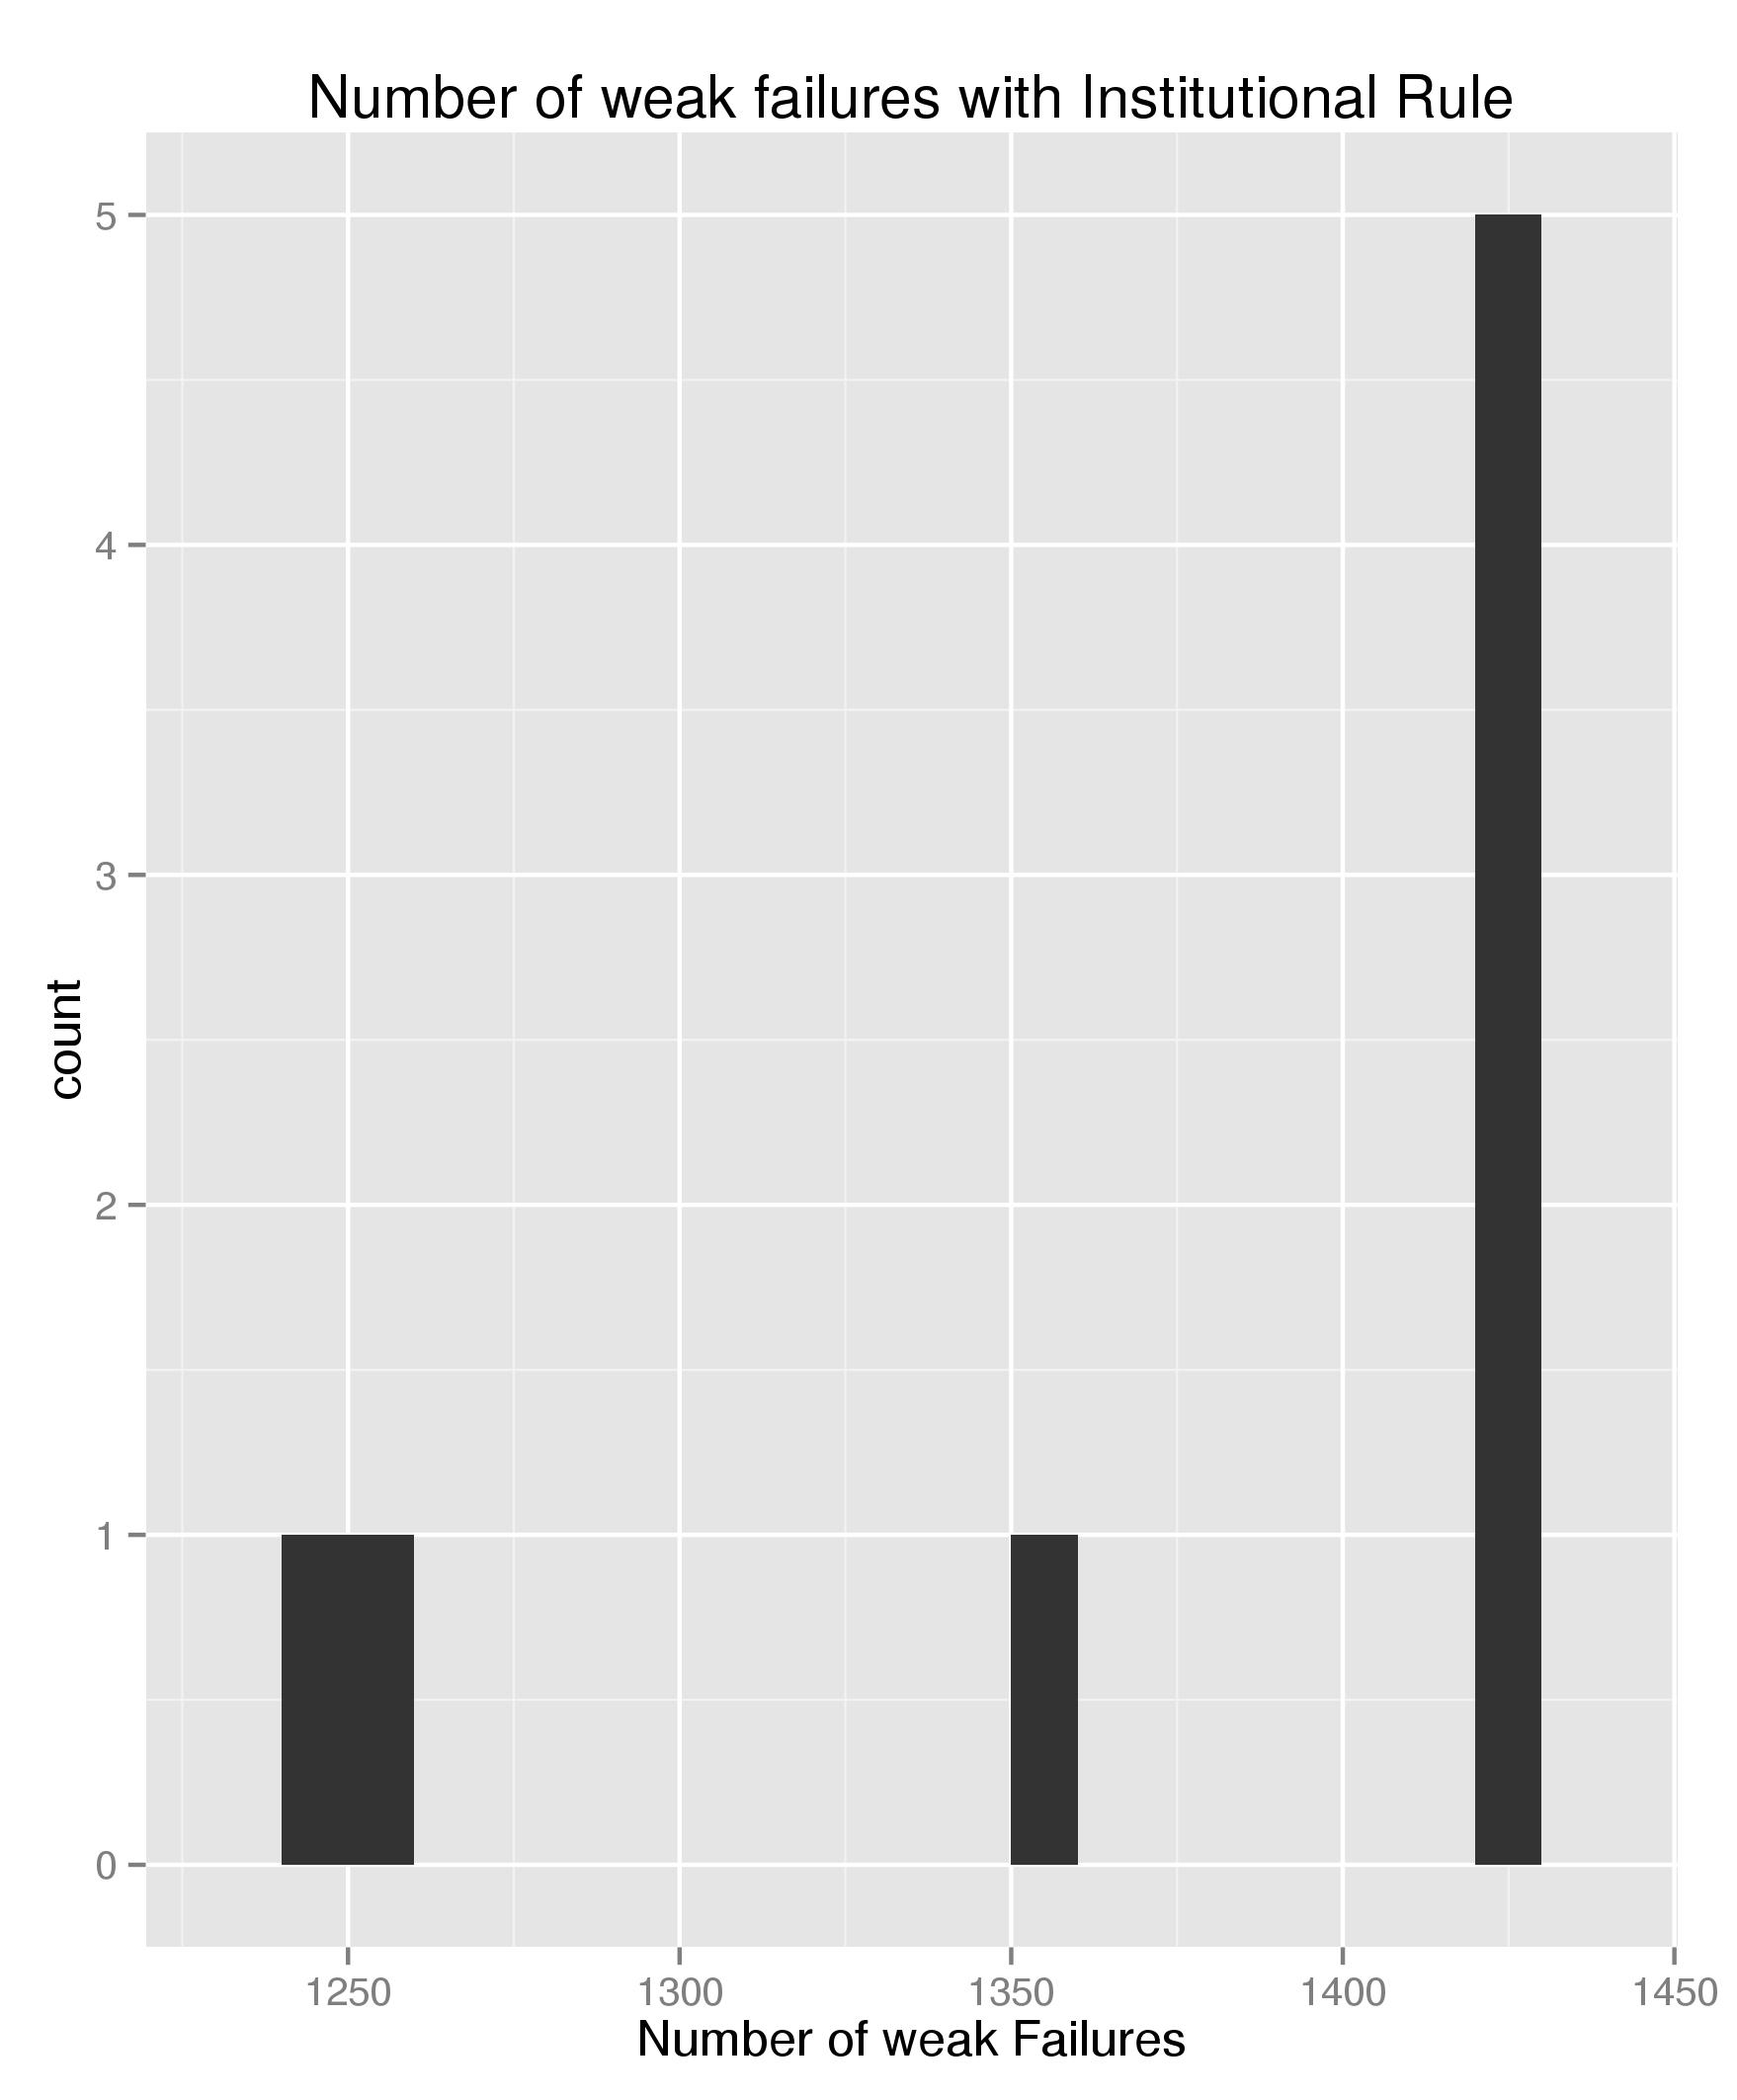 Number of weak failures with Institutional Rule
5
4
3
2
1
0
count
1250 1300 1350 1400 1450
Number of weak Failures